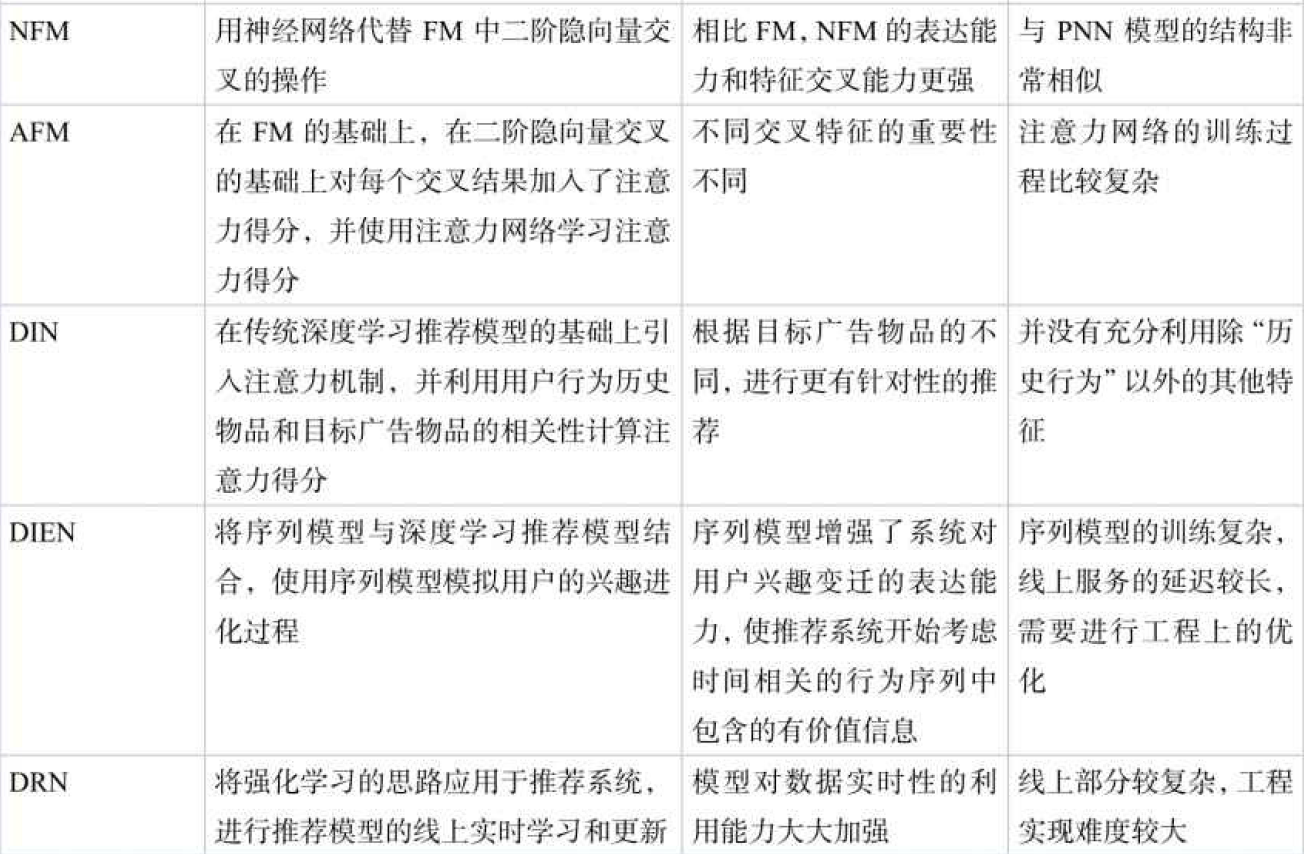 NFM
用神经网络代替 FM 中二阶隐向量交
叉的操作
相比 FM, NFM 的表达能
力和特征交叉能力更强
与 PNN 模型的结构非
常相似
AFM
在 FM 的基础上，在二阶隐向量交叉
的基础上对每个交叉结果加入了注意
力得分，并使用注意力网络学习注意
力得分
不同交叉特征的重要性
不同
注意力网络的训练过
程比较复杂
DIN
在传统深度学习推荐模型的基础上引
入注意力机制，并利用用户行为历史
物品和目标广告物品的相关性计算注
意力得分
根据目标广告物品的不
同，进行更有针对性的推
荐
并没有充分利用除“历
史行为”以外的其他特
征
DIEN
将序列模型与深度学习推荐模型结
合，使用序列模型模拟用户的兴趣进
化过程
序列模型增强了系统对
用户兴趣变迁的表达能
力，使推荐系统开始考虑
时间相关的行为序列中
包含的有价值信息
序列模型的训练复杂，
线上服务的延迟较长，
需要进行工程上的优
化
DRN
将强化学习的思路应用于推荐系统，
进行推荐模型的线上实时学习和更新
模型对数据实时性的利
用能力大大加强
线上部分较复杂，工程
实现难度较大